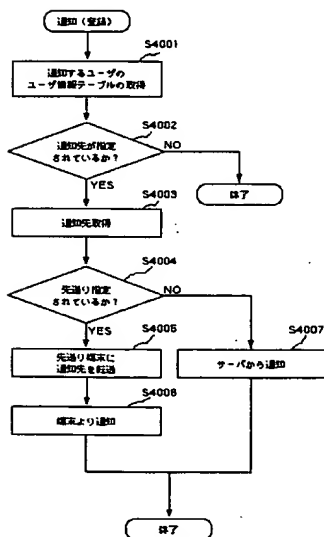 通知(登録)
S4001
通知するユーザの
ユーザ情報テーブルの取得
S4002
通知先が指定
されているか?
NO
終了
YES
S4003
通知先取得
S4004
先送り指定
されているか?
NO
YES
S4005
先送り端末に
通知先を転送
S4007
サーバから通知
S4006
端末より通知
終了